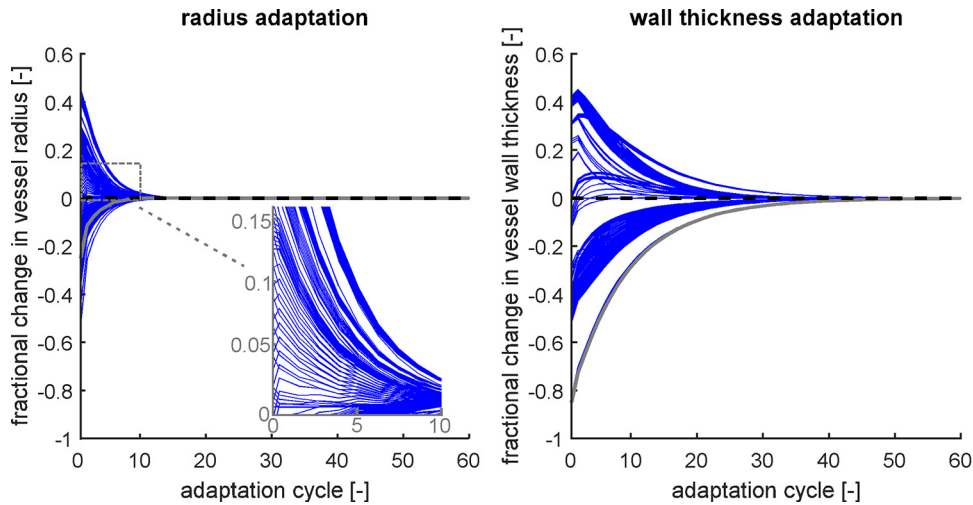 radius adaptation
fractional change in vessel radius [-]
0.6
0.4
0.2
0
-0.2
-0.4
-0.6
-0.8
-1
0 10 20 30 40 50 60
adaptation cycle [-]
0.15
0.1
0.05
0
0 5 10
wall thickness adaptation
fractional change in vessel wall thickness [-]
0.6
0.4
0.2
0
-0.2
-0.4
-0.6
-0.8
-1
0 10 20 30 40 50 60
adaptation cycle [-]